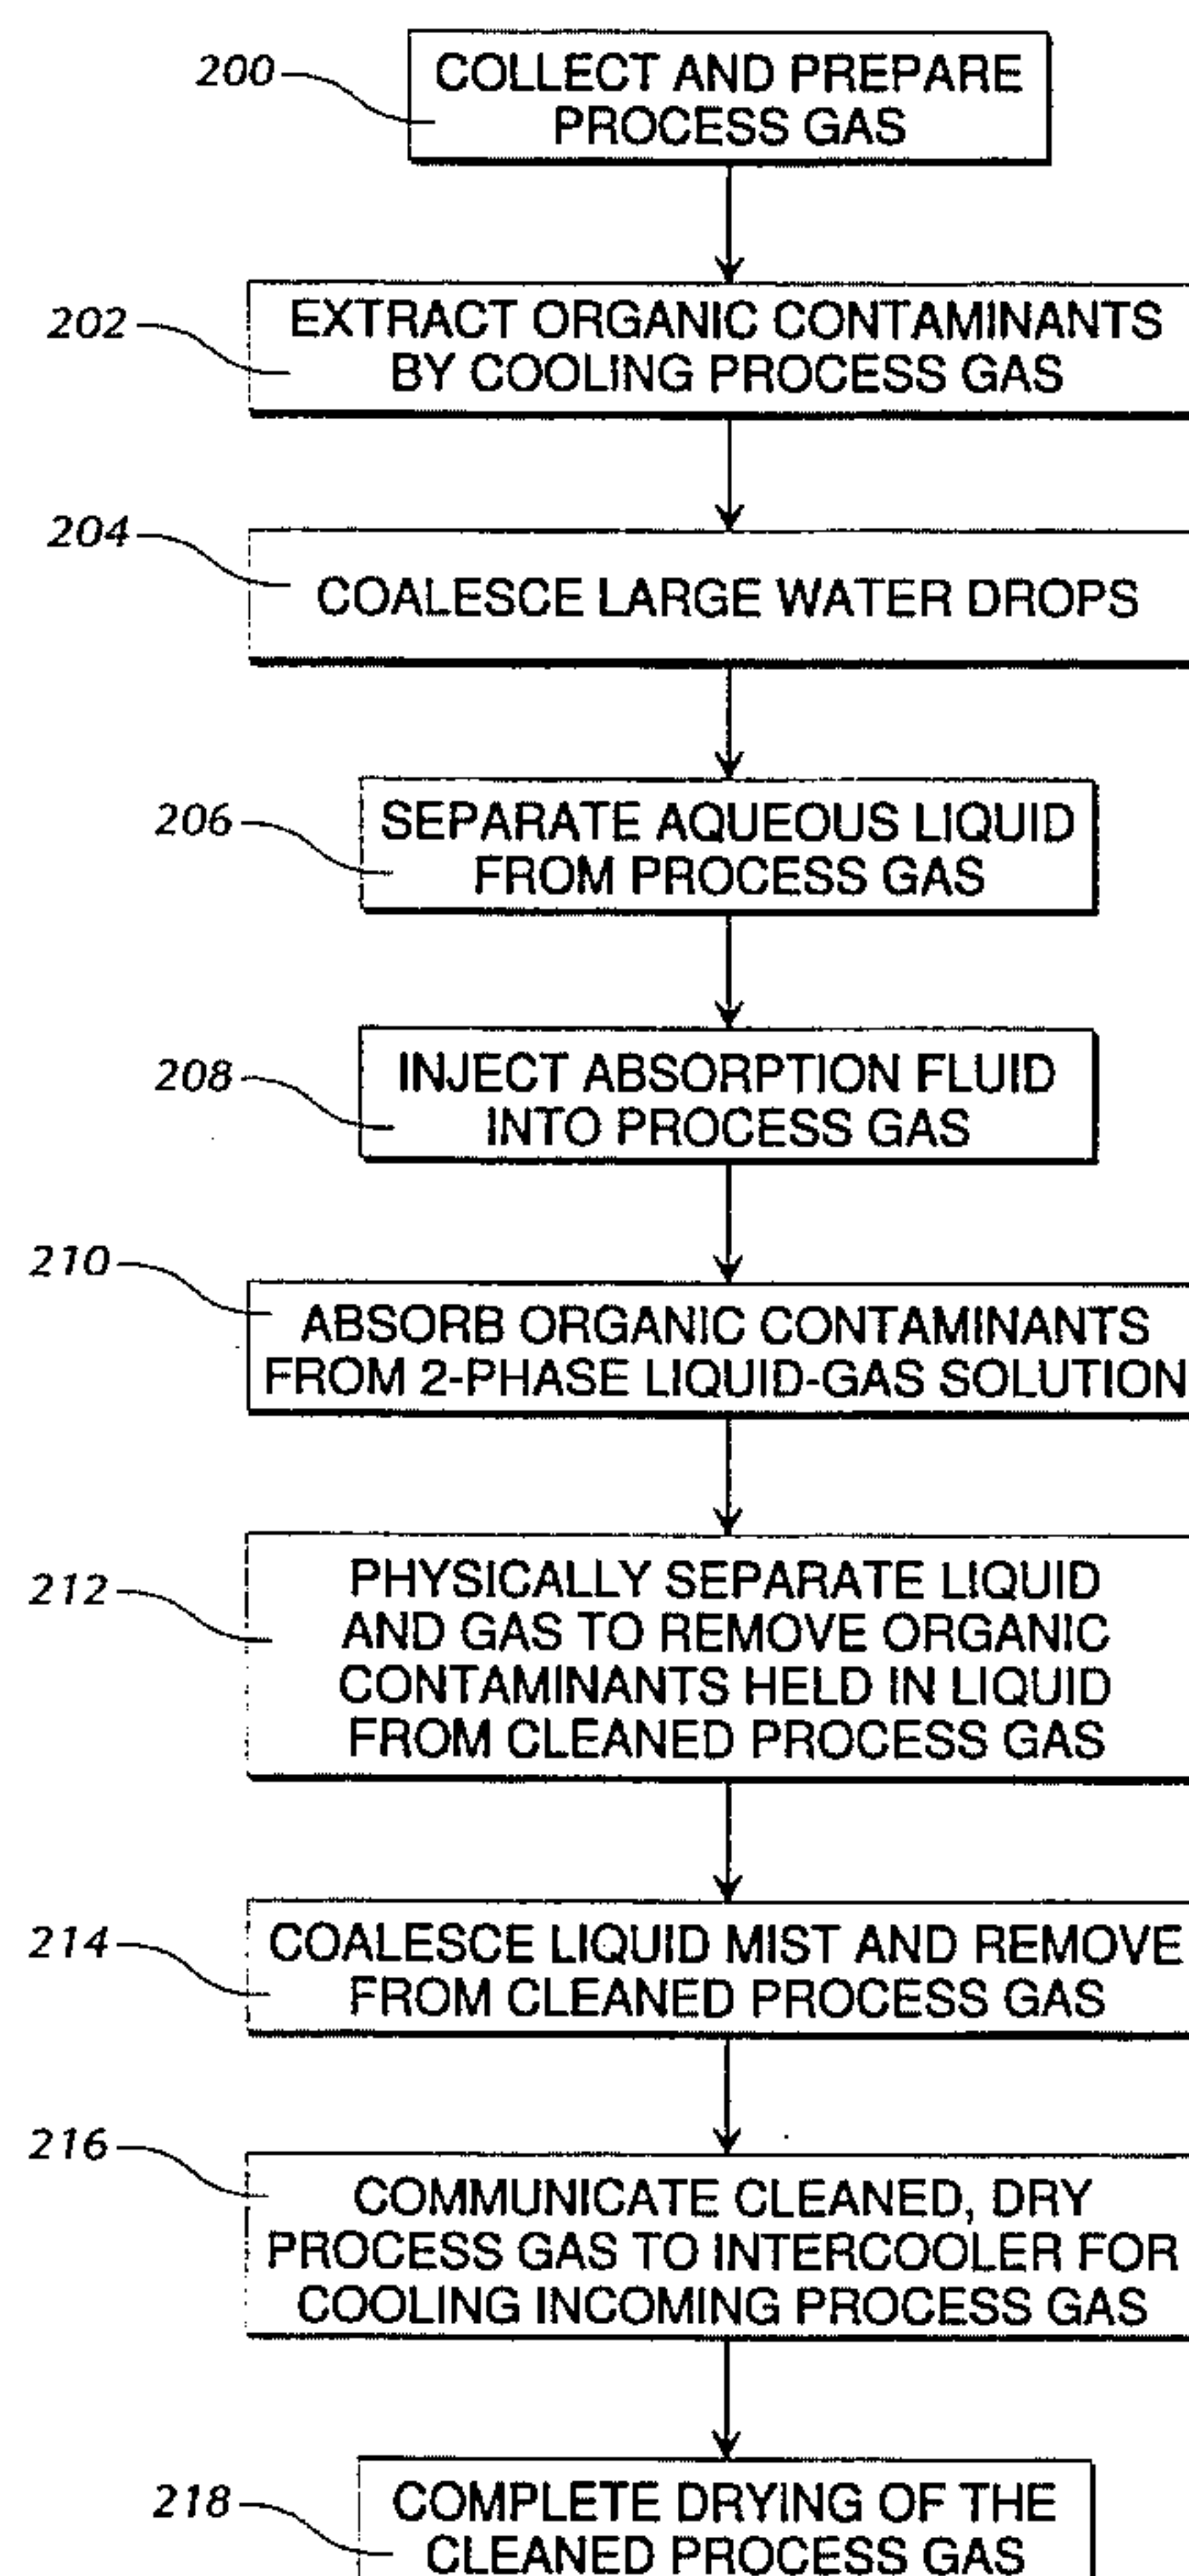 200
COLLECT AND PREPARE
PROCESS GAS
202
EXTRACT ORGANIC CONTAMINANTS
BY COOLING PROCESS GAS
204
COALESCE LARGE WATER DROPS
206
SEPARATE AQUEOUS LIQUID
FROM PROCESS GAS
208
INJECT ABSORPTION FLUID
INTO PROCESS GAS
210
ABSORB ORGANIC CONTAMINANTS
FROM 2-PHASE LIQUID-GAS SOLUTION
212
PHYSICALLY SEPARATE LIQUID
AND GAS TO REMOVE ORGANIC
CONTAMINANTS HELD IN LIQUID
FROM CLEANED PROCESS GAS
214
COALESCE LIQUID MIST AND REMOVE
FROM CLEANED PROCESS GAS
216
COMMUNICATE CLEANED, DRY
PROCESS GAS TO INTERCOOLER FOR
COOLING INCOMING PROCESS GAS
218
COMPLETE DRYING OF THE
CLEANED PROCESS GAS